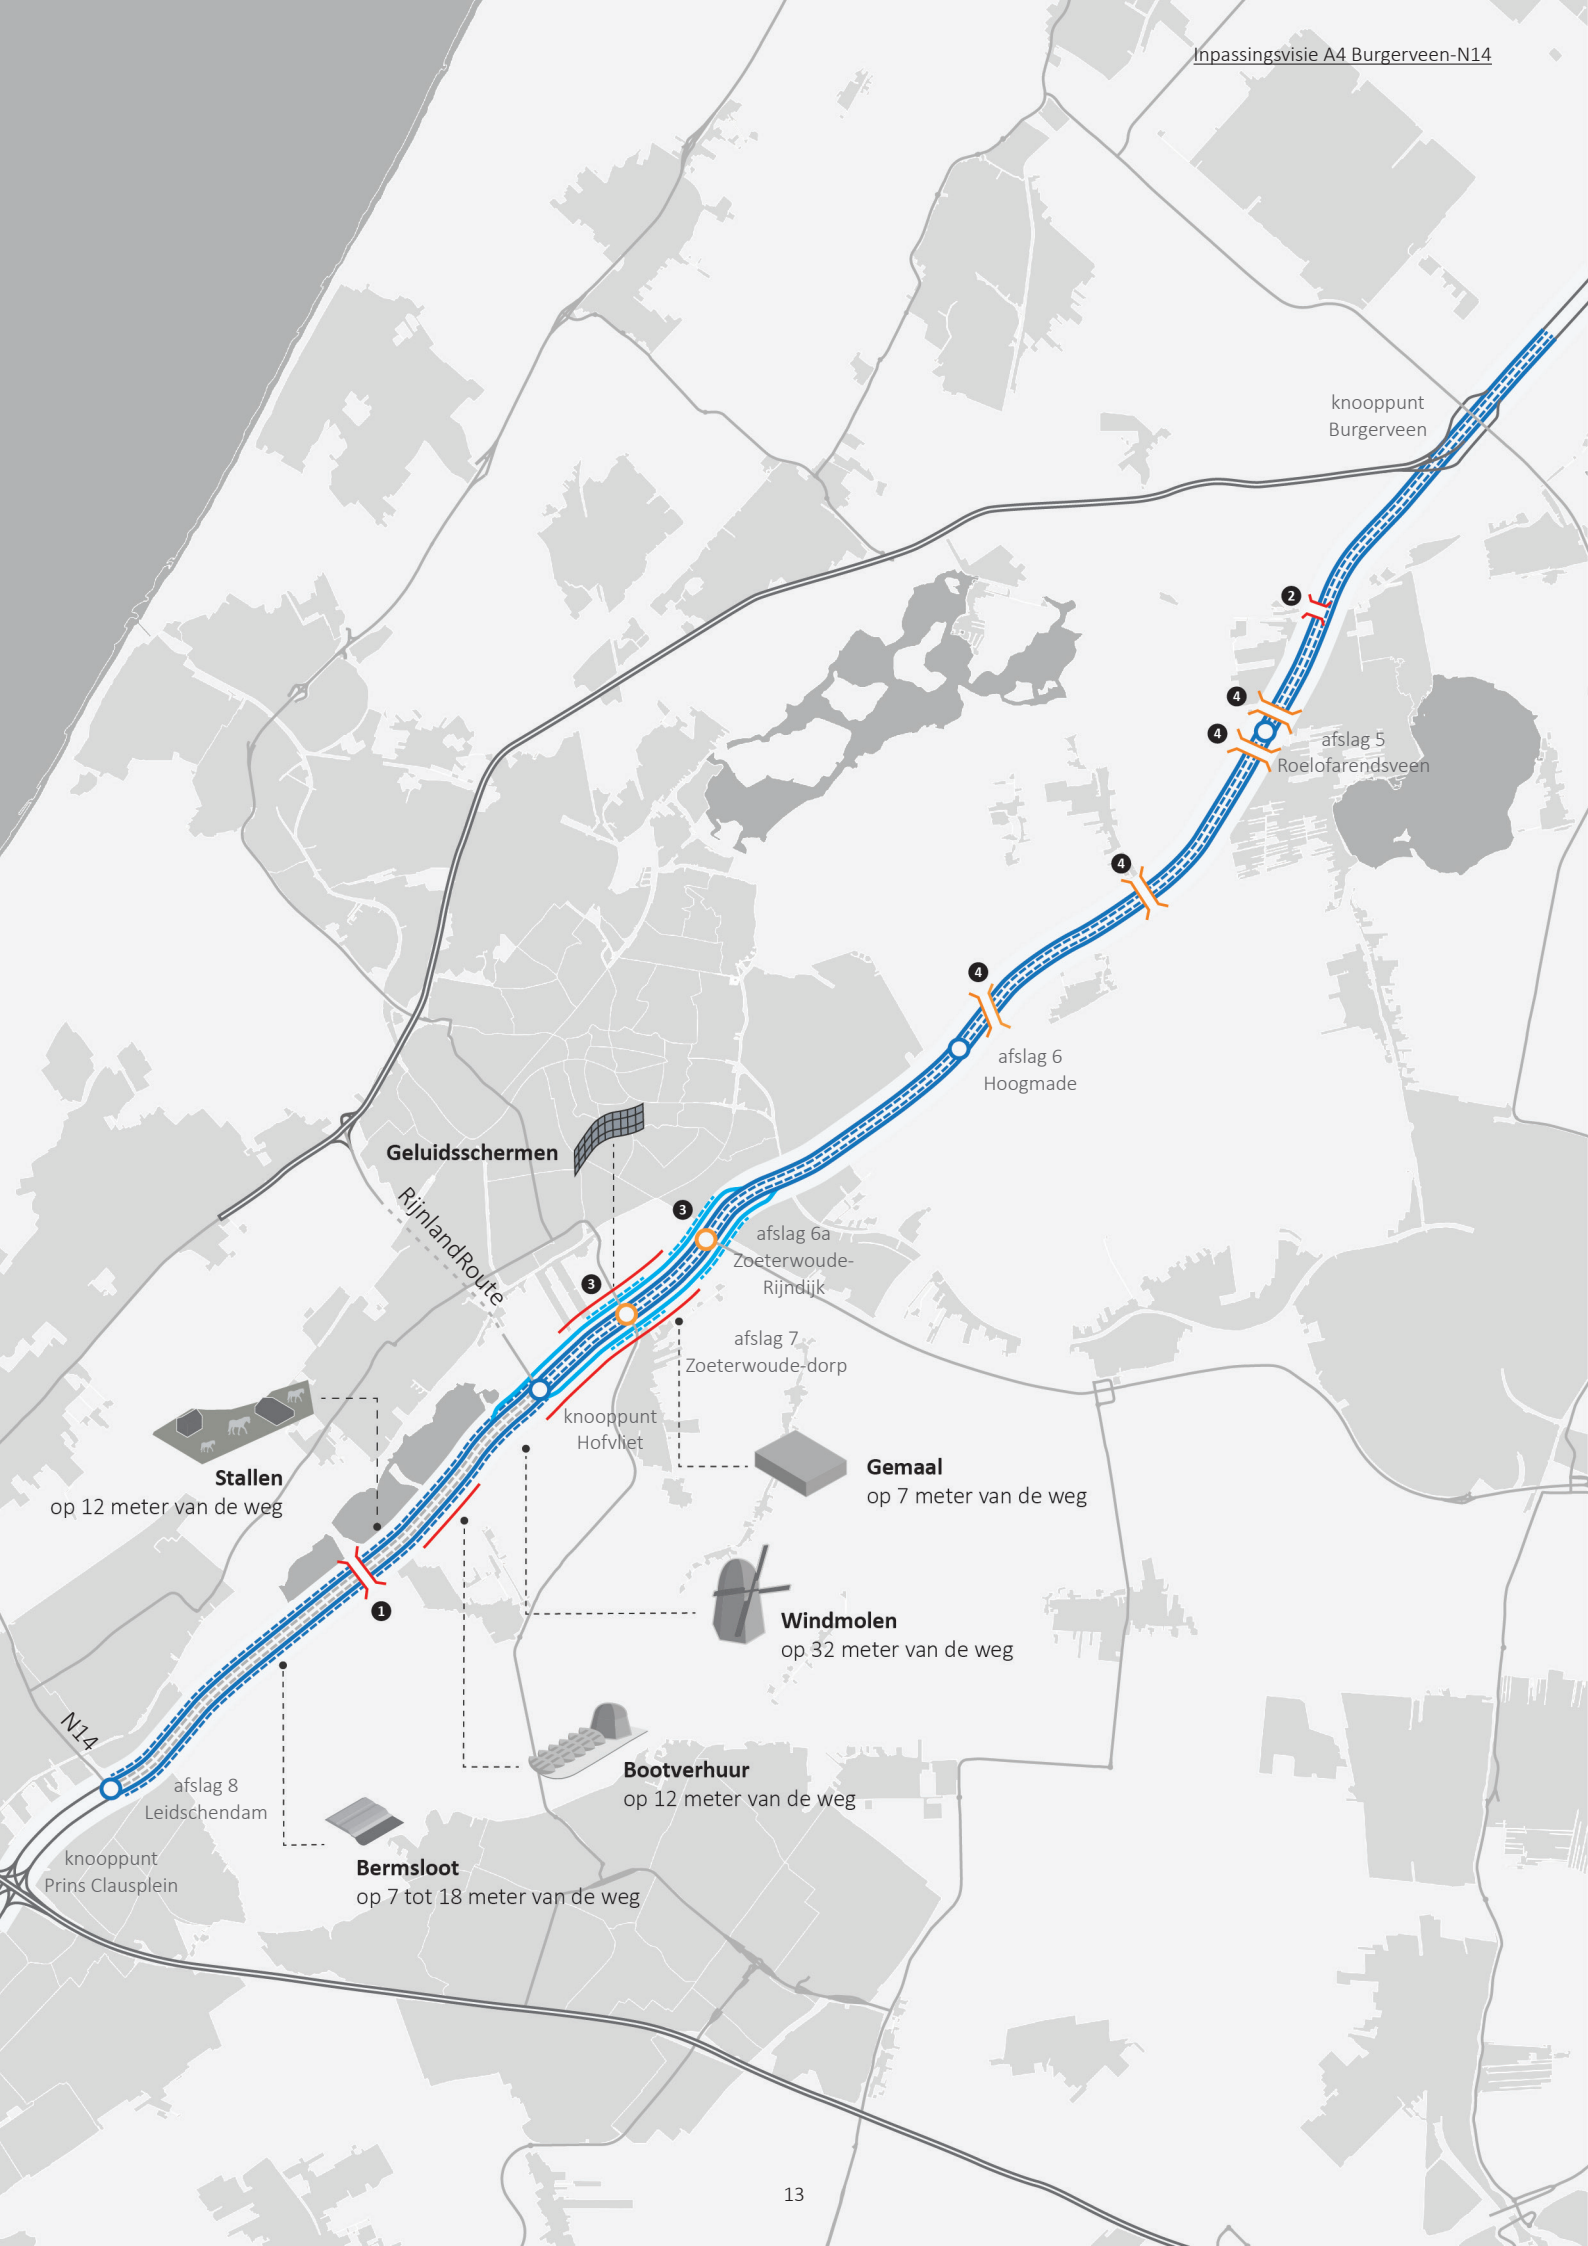 Inpassingsvisie A4 Burgerveen-N14
knooppunt
Burgerveen
2
4
4
afslag 5
Roelofarendsveen
4
4
afslag 6
Hoogmade
Geluidsschermen
RijnlandRoute
3
afslag 6a
Zoeterwoude-
Rijndijk
3
afslag 7
Zoeterwoude-dorp
knooppunt
Hofvliet
Stallen
op 12 meter van de weg
Gemaal
op 7 meter van de weg
1
Windmolen
op 32 meter van de weg
N14
afslag 8
Leidschendam
Bootverhuur
op 12 meter van de weg
knooppunt
Prins Clausplein
Bermsloot
op 7 tot 18 meter van de weg
13